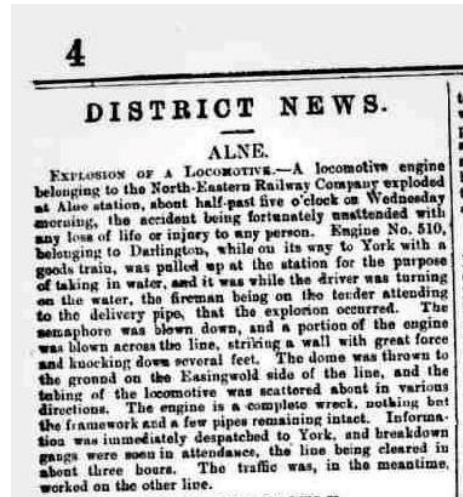 4
DISTRICT NEWS.
ALNE.
EXPLOSION OF A LOCOMOTIVE.—A locomotive engine
belonging to the North-Eastern Railway Company exploded
at Alne station, about half-past five o'clock on Wednesday
morning, the accident being fortunately unattended with
any loss of life or injury to any person. Engine No. 510,
belonging to Darlington, while on its way to York with a
goods train, was pulled up at the station for the purpose
of taking in water, and it was while the driver was turning
on the water, the fireman being on the tender attending
to the delivery pipe, that the explosion occurred. The
semaphore was blown down, and a portion of the engine
was blown across the line, striking a wall with great force
and knocking down several feet. The dome was thrown to
the ground on the Easingwold side of the line, and the
tubing of the locomotive was scattered about in various
directions. The engine is a complete wreck, nothing but
the framework and a few pipes remaining intact. Informa-
tion was immediately despatched to York, and breakdown
gangs were soon in attendance, the line being cleared in
about three hours. The traffic was, in the meantime,
worked on the other line.